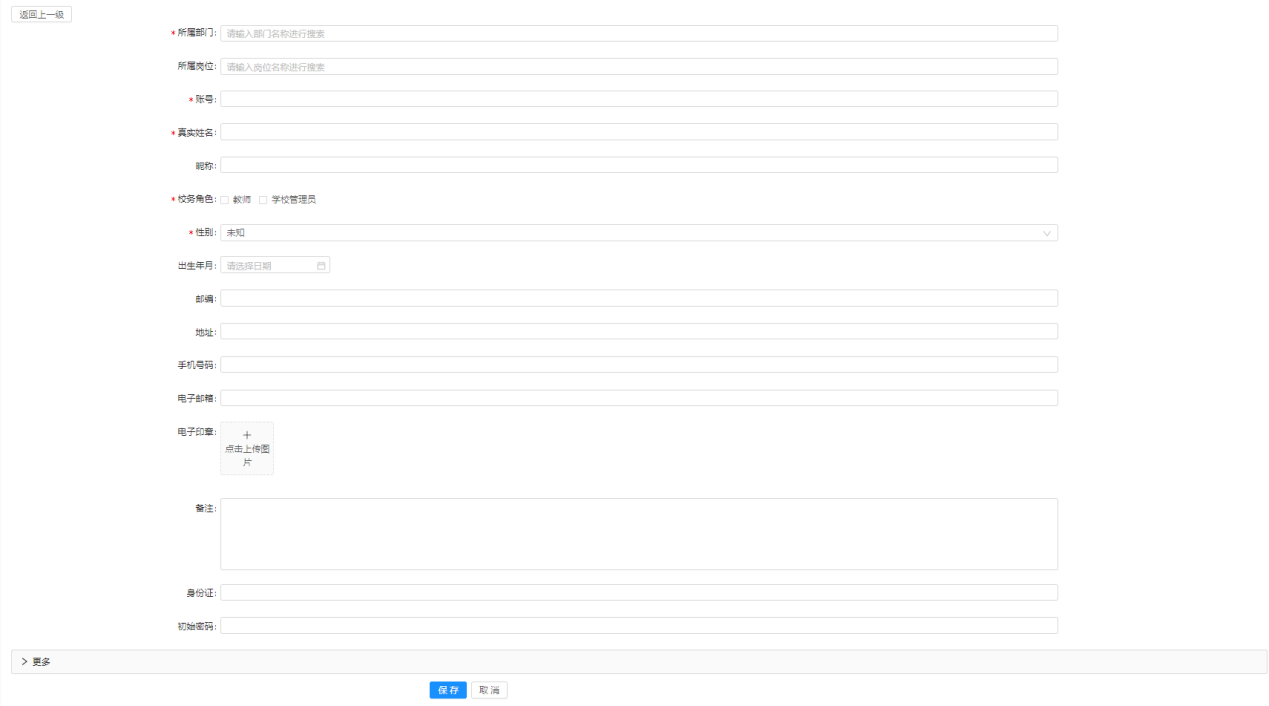 返回上一级
* 所属部门: 请输入部门名称进行搜索
所属岗位: 请输入岗位名称进行搜索
* 账号:
* 真实姓名:
昵称:
* 校务角色: 教师 学校管理员
* 性别: 未知
出生年月: 请选择日期
邮编:
地址:
手机号码:
电子邮箱:
电子印章:
+
点击上传图
片
备注:
身份证:
初始密码:
> 更多
保存 取消